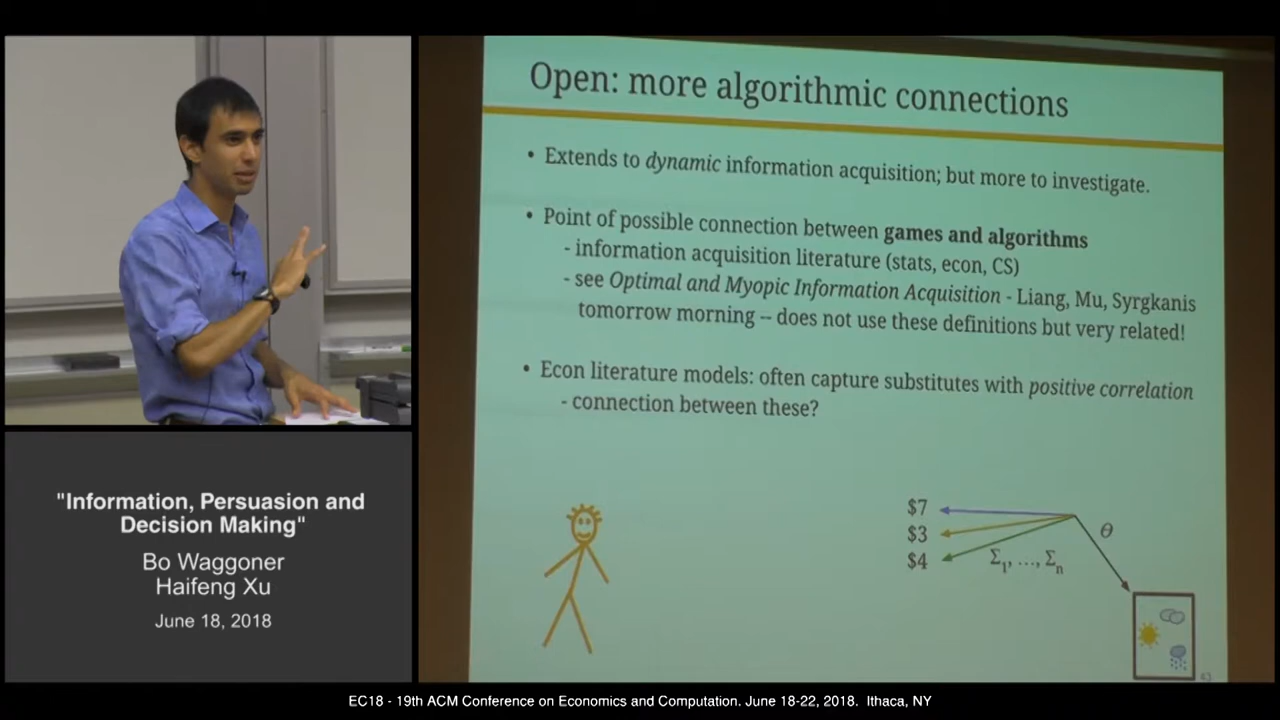 Open: more algorithmic connections
• Extends to dynamic information acquisition; but more to investigate.
• Point of possible connection between games and algorithms
- information acquisition literature (stats, econ, CS)
- see Optimal and Myopic Information Acquisition - Liang, Mu, Syrgkanis
tomorrow morning -- does not use these definitions but very related!
• Econ literature models: often capture substitutes with positive correlation
- connection between these?
$7
$3
$4
Σ1, ..., Σn
θ
43
"Information, Persuasion and
Decision Making"
Bo Waggoner
Haifeng Xu
June 18, 2018
EC18 - 19th ACM Conference on Economics and Computation. June 18-22, 2018. Ithaca, NY